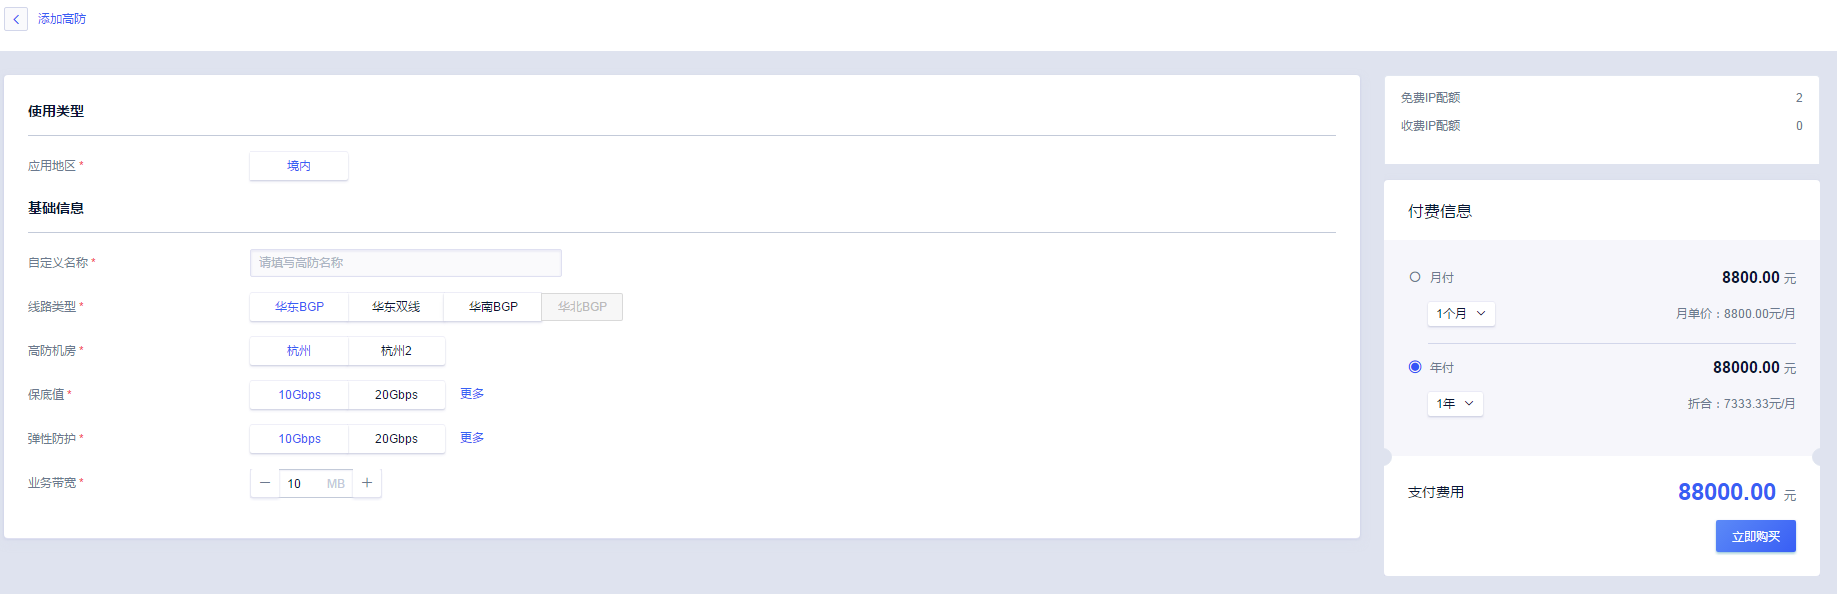 添加高防
使用类型
应用地区 * 境内
基础信息
自定义名称 * 请填写高防名称
线路类型 * 华东BGP 华东双线 华南BGP 华北BGP
高防机房 * 杭州 杭州2
保底值 * 10Gbps 20Gbps 更多
弹性防护 * 10Gbps 20Gbps 更多
业务带宽 * − 10 MB +
免费IP配额 2
收费IP配额 0
付费信息
月付 8800.00 元
1个月 月单价：8800.00元/月
年付 88000.00 元
1年 折合：7333.33元/月
支付费用 88000.00 元
立即购买